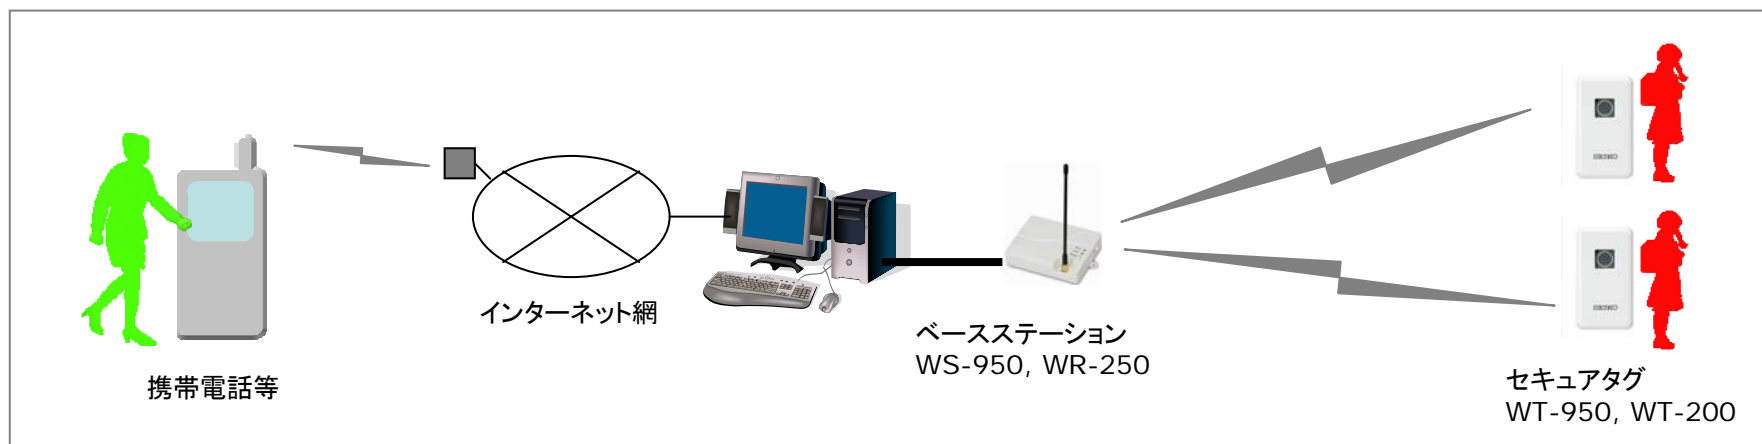 インターネット網
ベースステーション
WS-950, WR-250
携帯電話等
セキュアタグ
WT-950, WT-200